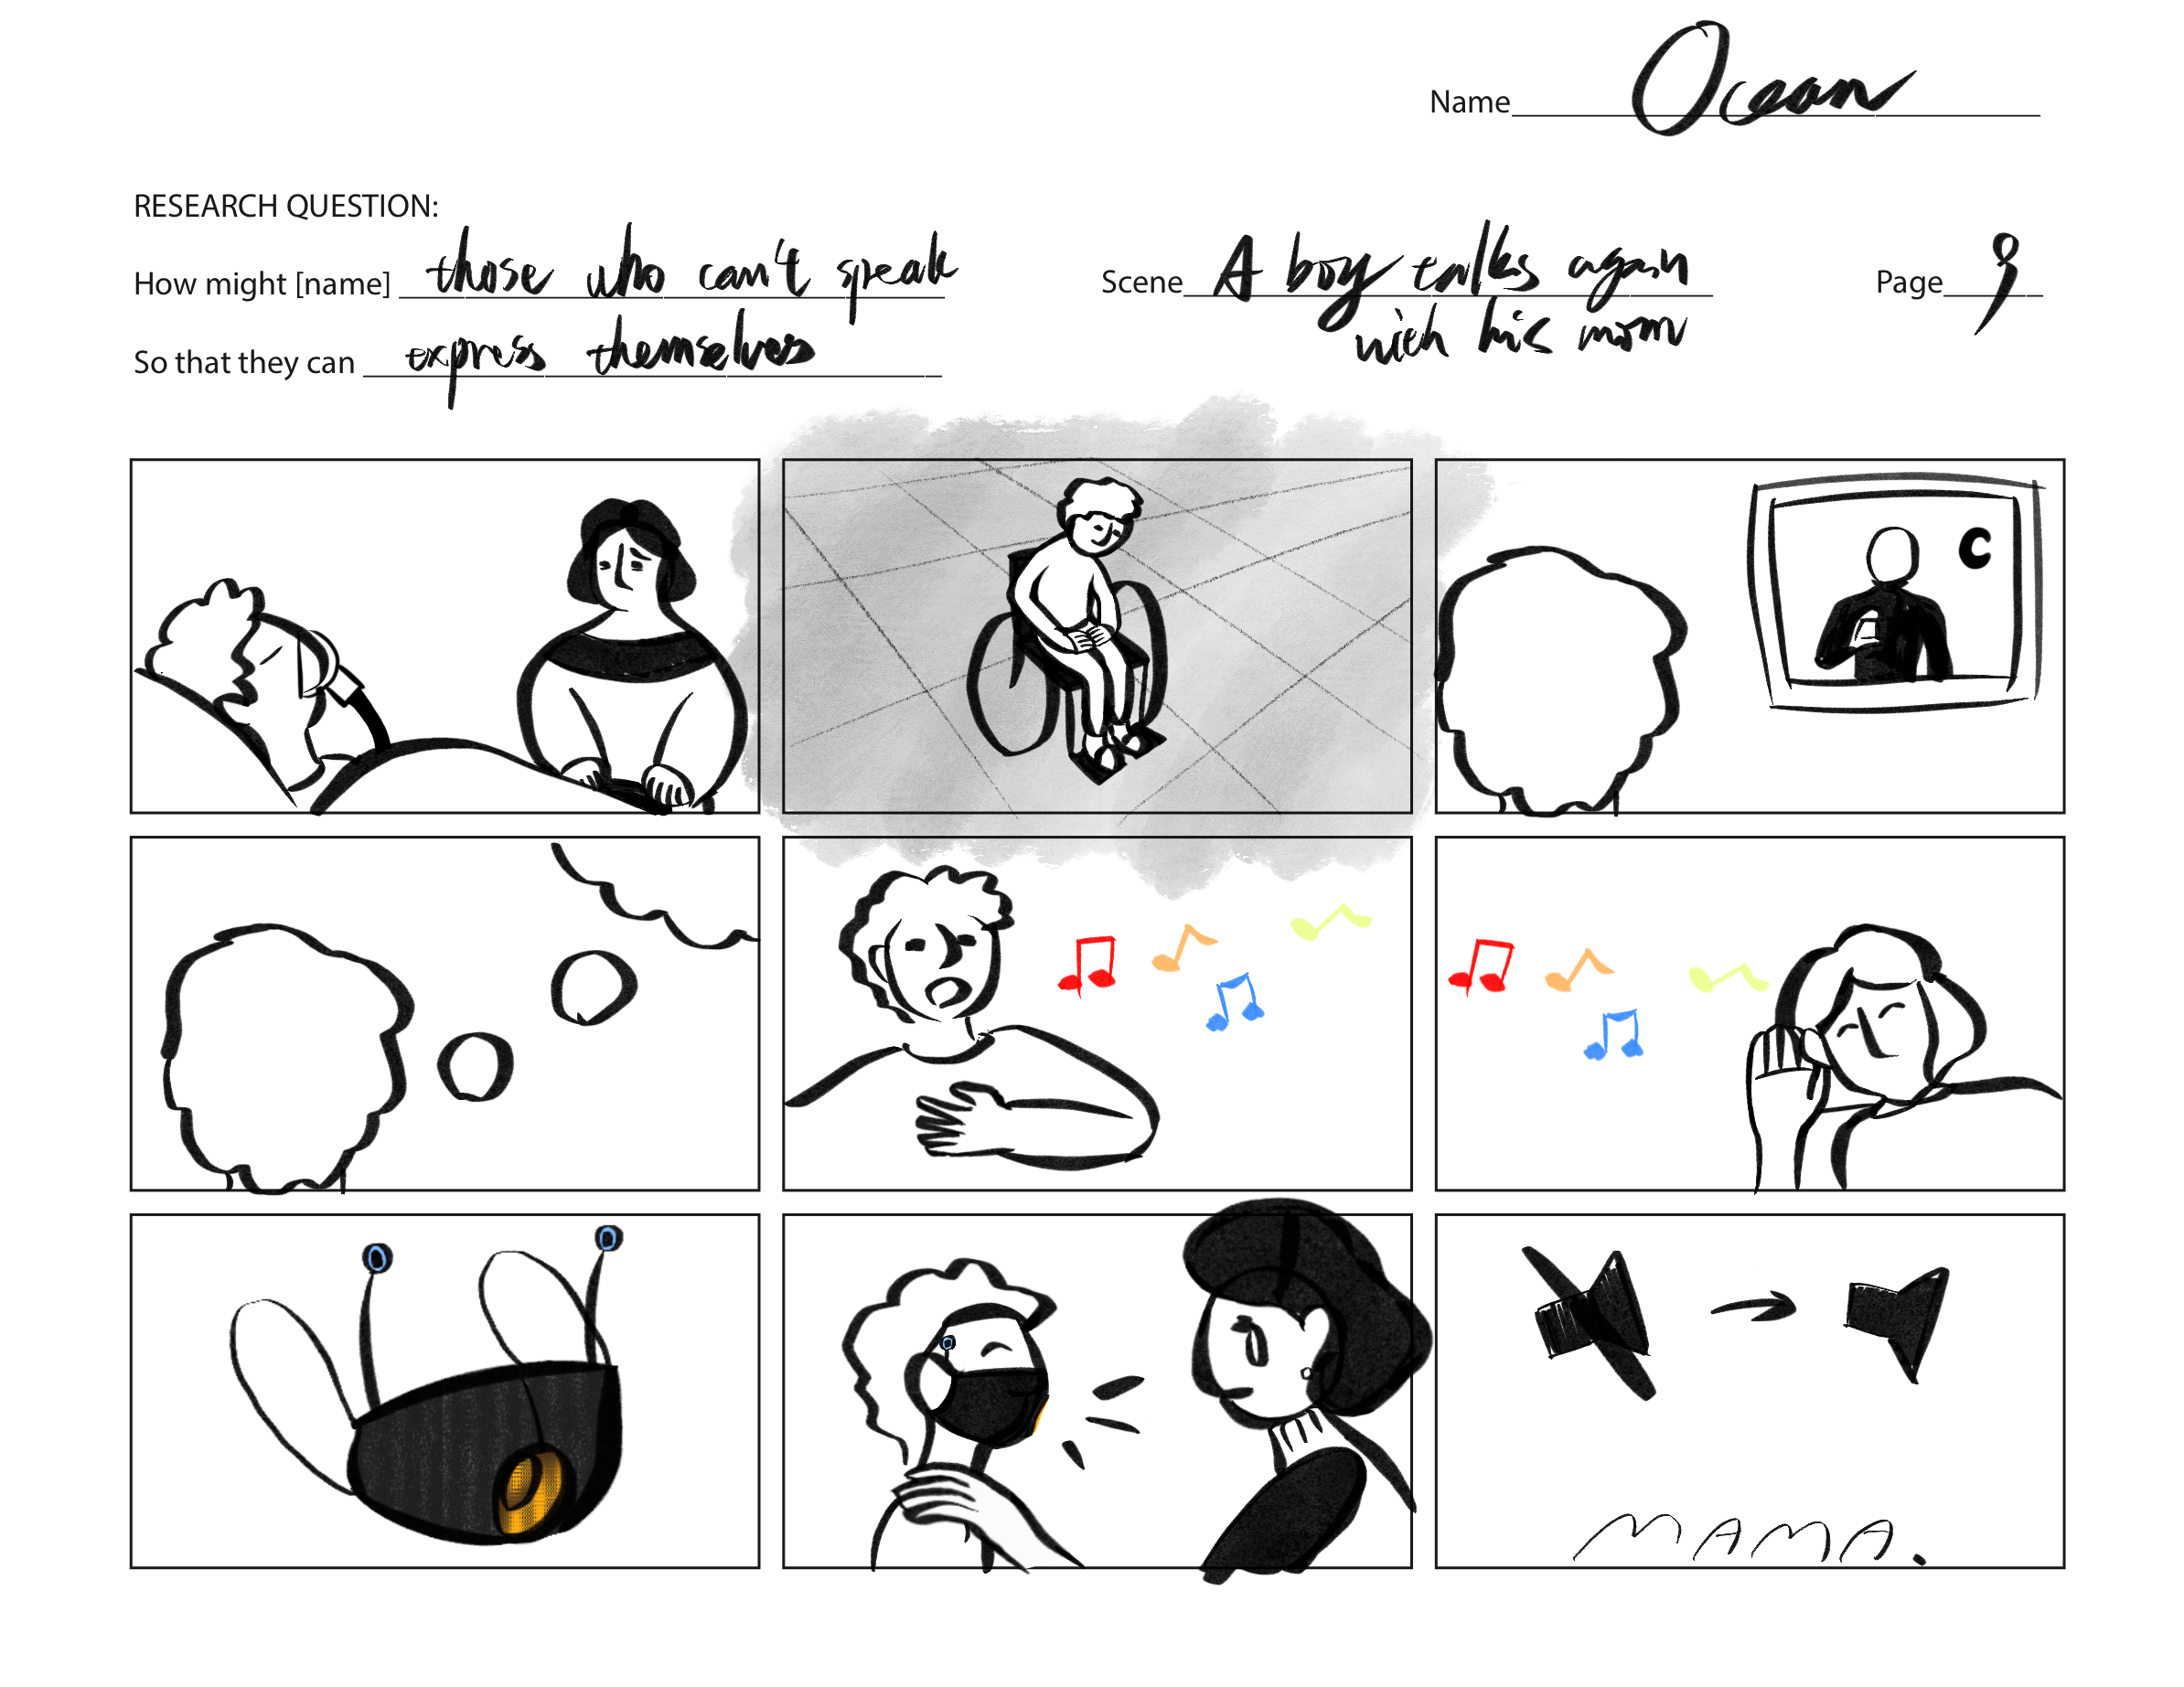 Name Ocean
RESEARCH QUESTION:
How might [name] those who can't speak
Scene A boy talks again
with his mom
Page
So that they can express themselves
C
MAMA.